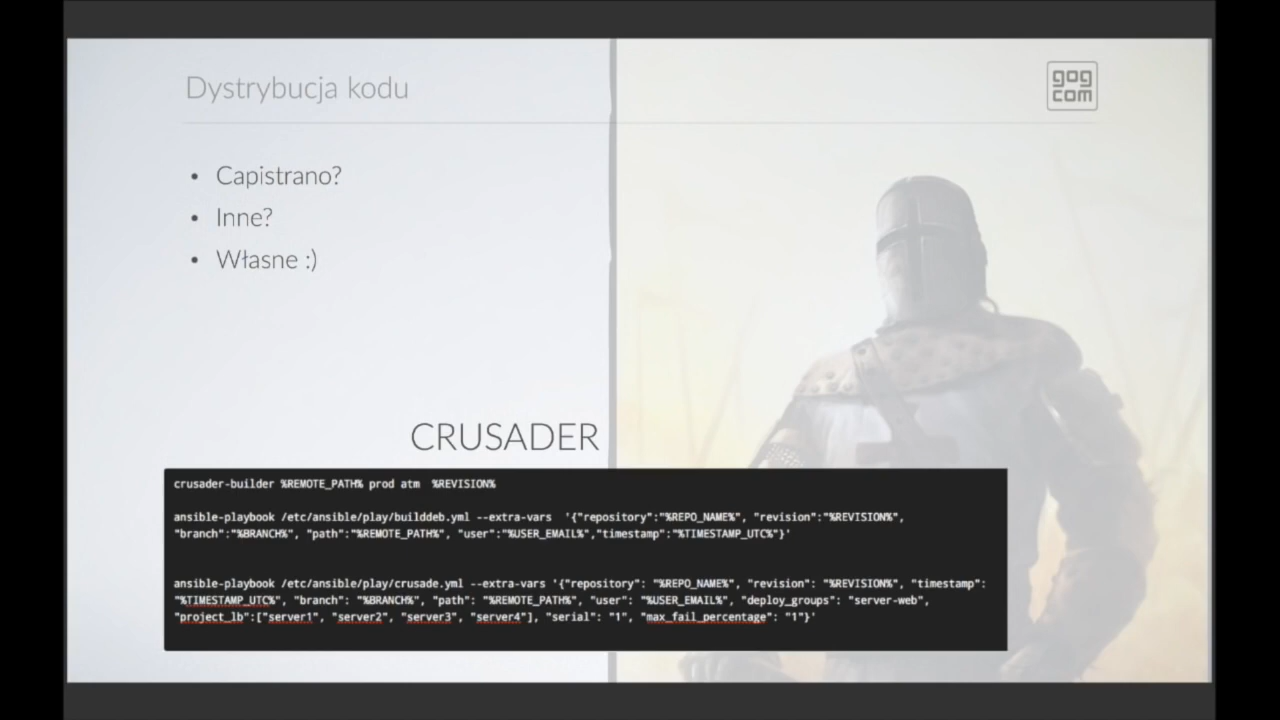 Dystrybucja kodu
gog
com
• Capistrano?
• Inne?
• Własne :)
CRUSADER
crusader-builder %REMOTE_PATH% prod atm  %REVISION%
ansible-playbook /etc/ansible/play/builddeb.yml --extra-vars  '{"repository":"%REPO_NAME%", "revision":"%REVISION%",
"branch":"%BRANCH%", "path":"%REMOTE_PATH%", "user":"%USER_EMAIL%","timestamp":"%TIMESTAMP_UTC%"}'
ansible-playbook /etc/ansible/play/crusade.yml --extra-vars '{"repository": "%REPO_NAME%", "revision": "%REVISION%", "timestamp":
"%TIMESTAMP_UTC%", "branch": "%BRANCH%", "path": "%REMOTE_PATH%", "user": "%USER_EMAIL%", "deploy_groups": "server-web",
"project_lb":["server1", "server2", "server3", "server4"], "serial": "1", "max_fail_percentage": "1"}'